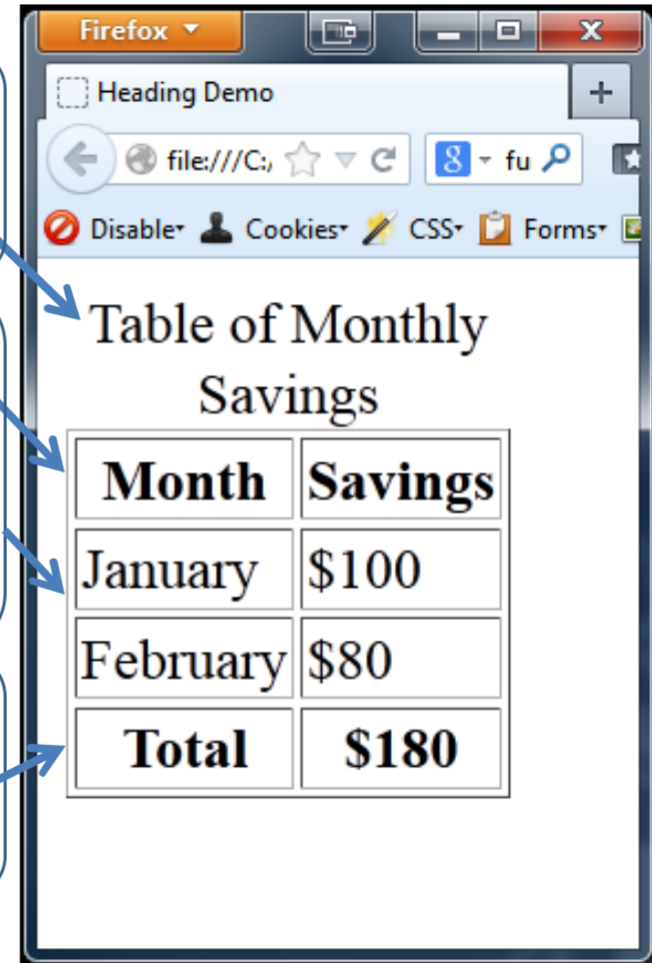 Firefox
Heading Demo
file:///C:/
fu
Disable Cookies CSS Forms
Table of Monthly
Savings
Month Savings
January $100
February $80
Total $180